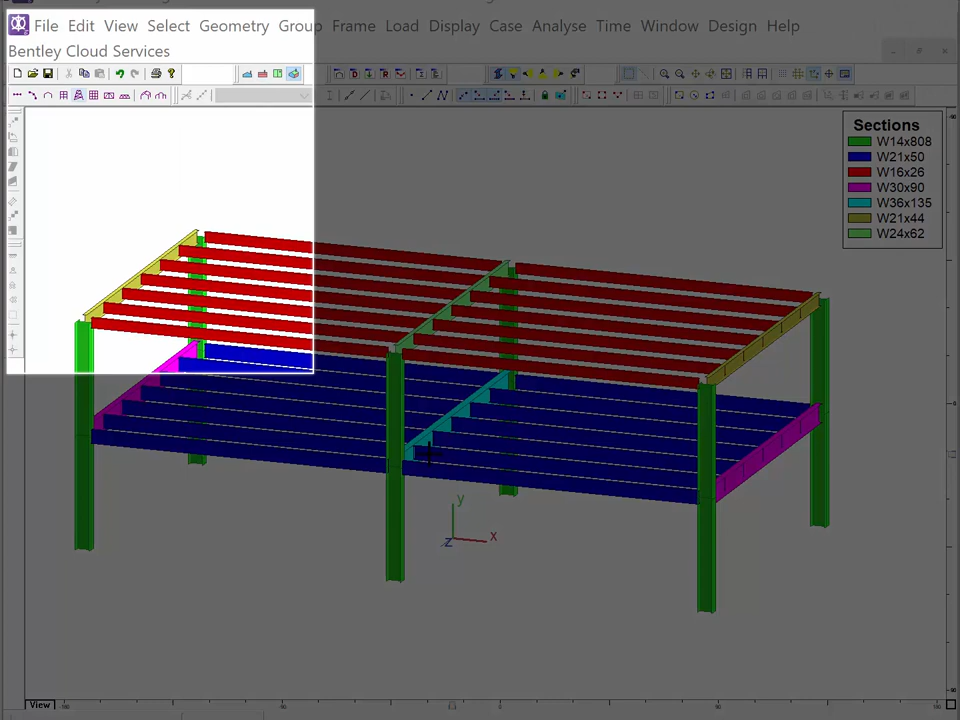 File Edit View Select Geometry Group Frame Load Display Case Analyse Time Window Design Help
Bentley Cloud Services
Sections
W14x808
W21x50
W16x26
W30x90
W36x135
W21x44
W24x62
y
x
z
View